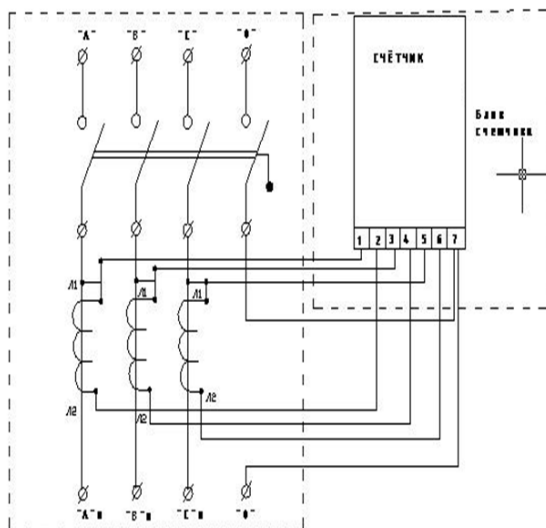 "А" "В" "С" "0"
СЧЁТЧИК
Блок
счетчика
1 2 3 4 5 6 7
Л1 Л1 Л1
Л2 Л2 Л2
"А"н "В"н "С"н "0"